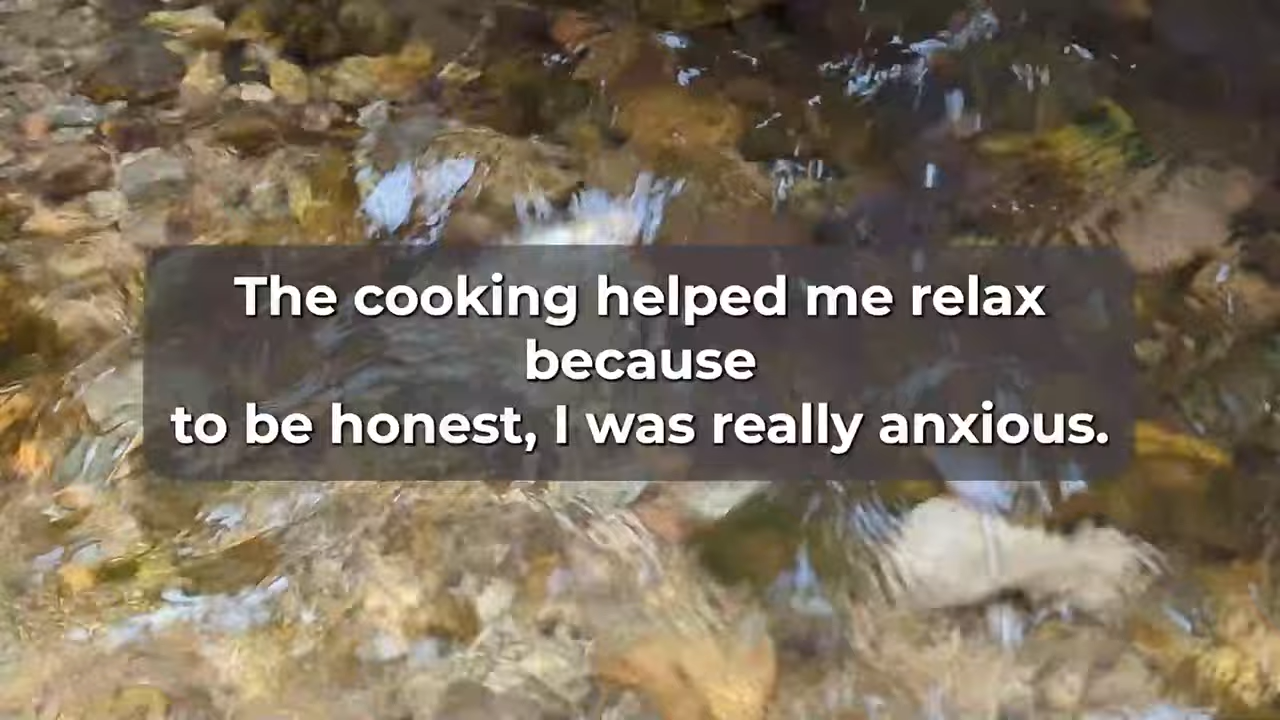 The cooking helped me relax
because
to be honest, I was really anxious.